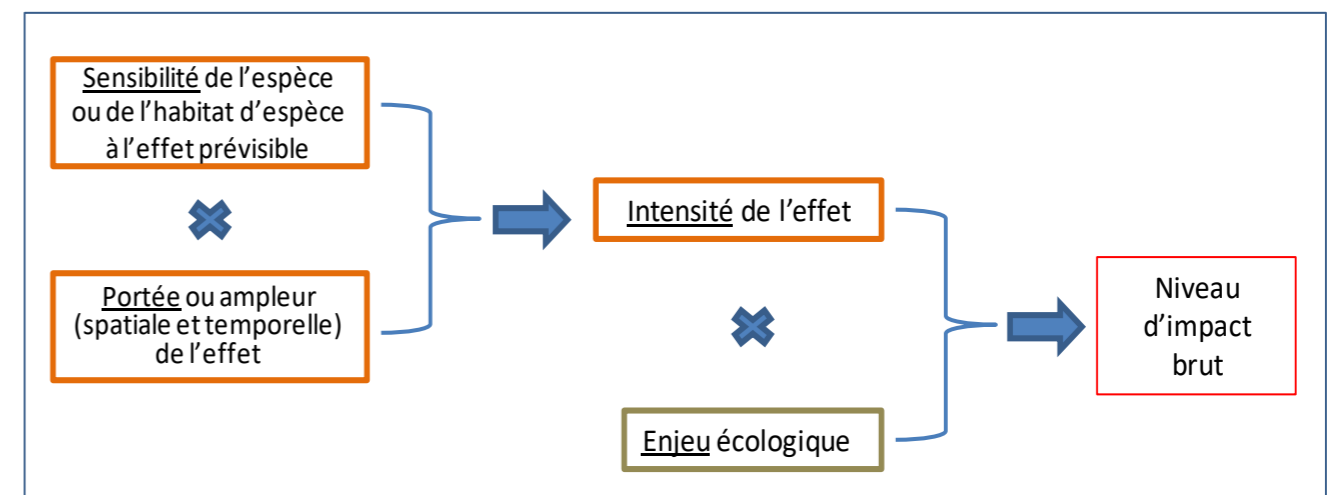 Sensibilité de l’espèce
ou de l’habitat d’espèce
à l’effet prévisible
Portée ou ampleur
(spatiale et temporelle)
de l’effet
Intensité de l’effet
Enjeu écologique
Niveau
d’impact
brut